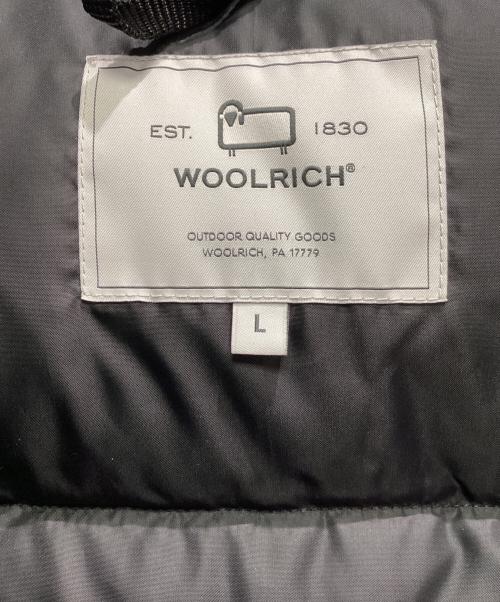 EST. 1830
WOOLRICH®
OUTDOOR QUALITY GOODS
WOOLRICH, PA 17779
L